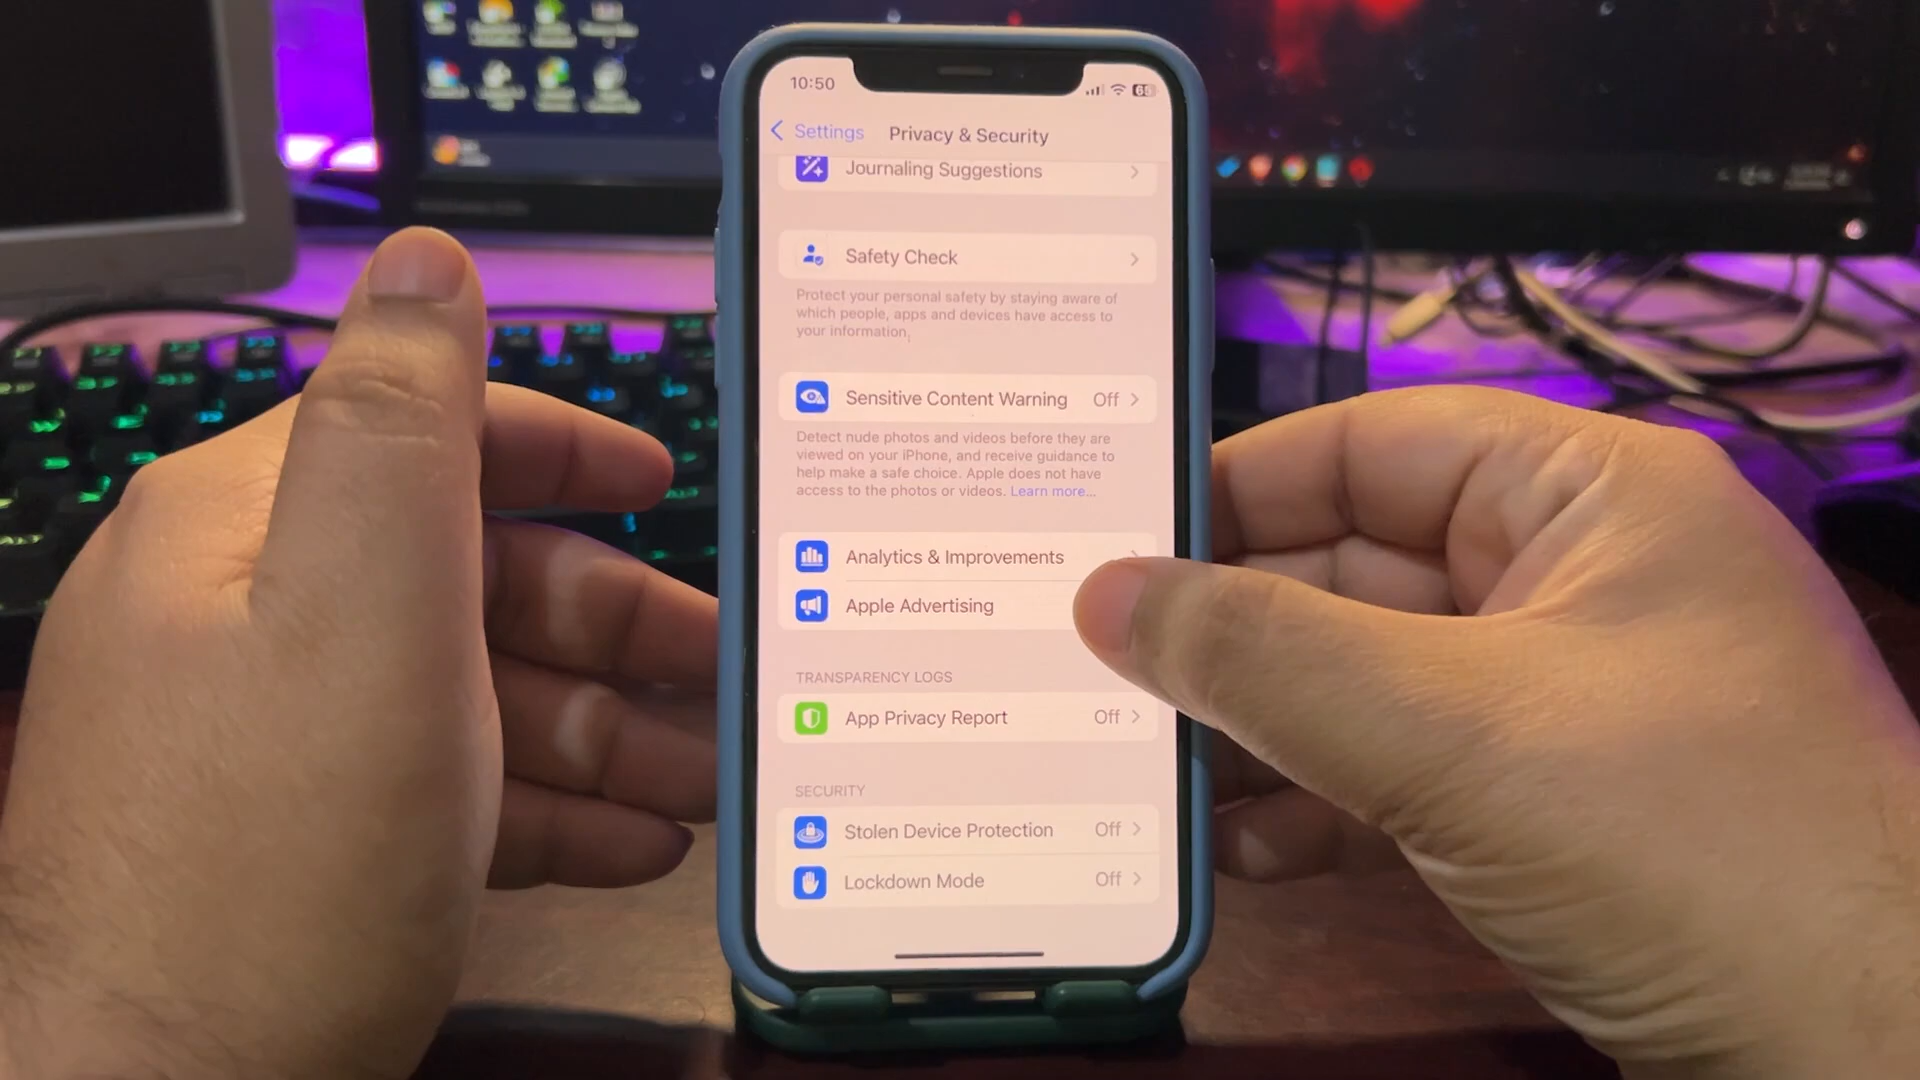 10:50
65
Settings Privacy & Security
Journaling Suggestions
Safety Check
Protect your personal safety by staying aware of
which people, apps and devices have access to
your information.
Sensitive Content Warning Off
Detect nude photos and videos before they are
viewed on your iPhone, and receive guidance to
help make a safe choice. Apple does not have
access to the photos or videos. Learn more...
Analytics & Improvements
Apple Advertising
TRANSPARENCY LOGS
App Privacy Report Off
SECURITY
Stolen Device Protection Off
Lockdown Mode Off